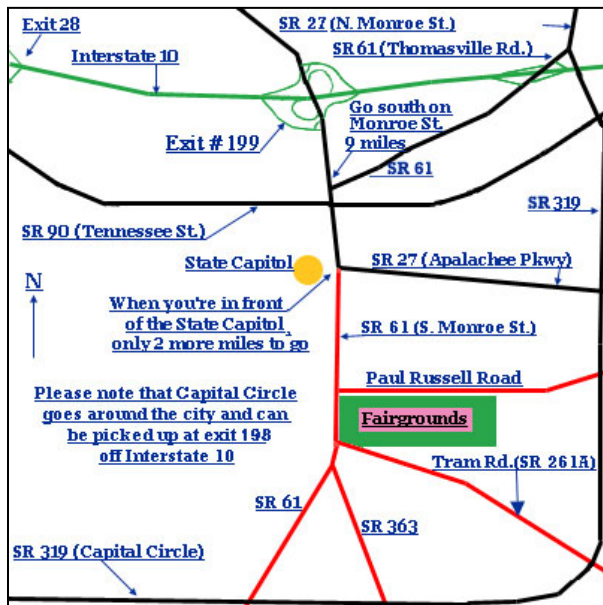 SR 27 (N. Monroe St.)
Exit 28
SR 61 (Thomasville Rd.)
Interstate 10
Go south on
Monroe St.
9 miles
Exit # 199
SR 61
SR 319
SR 90 (Tennessee St.)
State Capitol
SR 27 (Apalachee Pkwy)
N
When you're in front
of the State Capitol,
only 2 more miles to go
SR 61 (S. Monroe St.)
Paul Russell Road
Please note that Capital Circle
goes around the city and can
be picked up at exit 198
off Interstate 10
Fairgrounds
Tram Rd.(SR 261A)
SR 61
SR 363
SR 319 (Capital Circle)